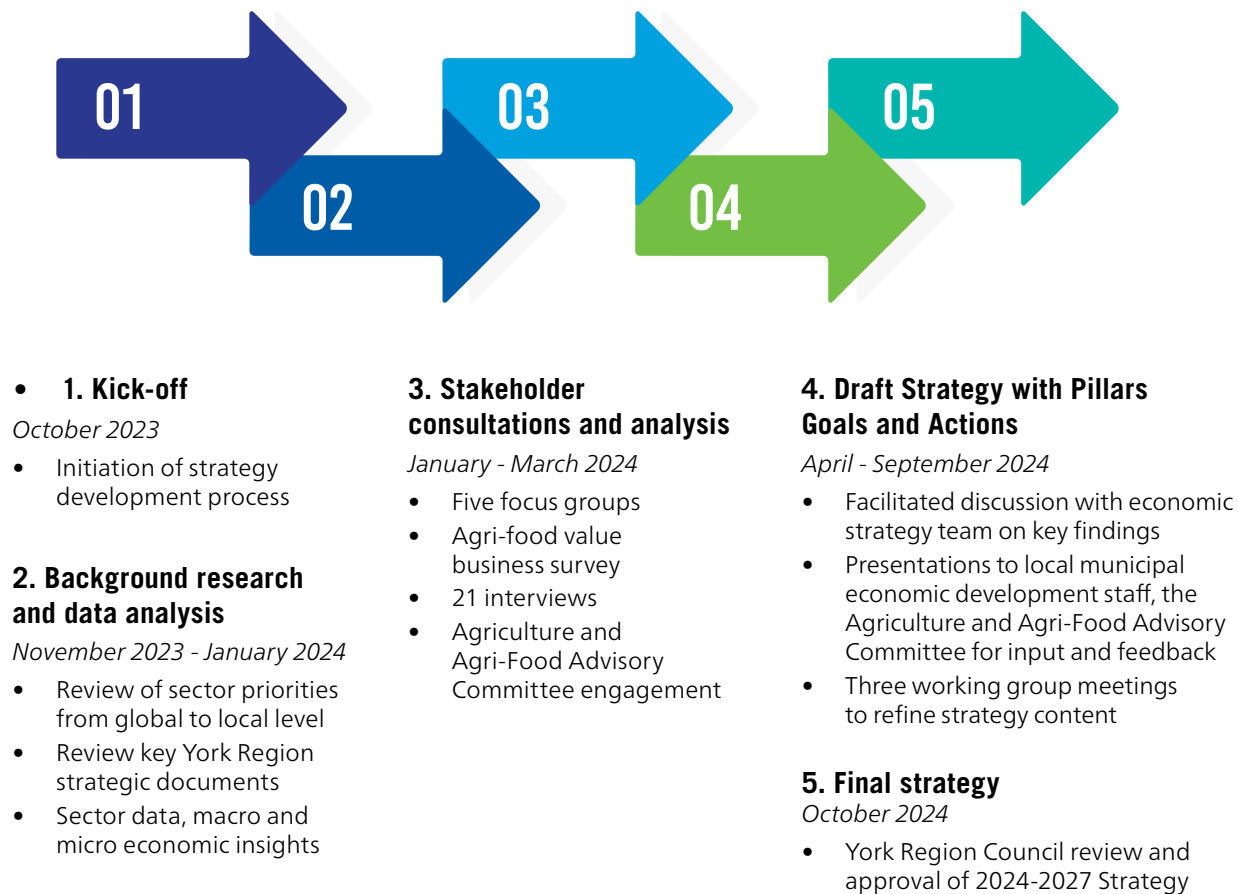 01
02
03
04
05
• 1. Kick-off
October 2023
• Initiation of strategy
development process
2. Background research
and data analysis
November 2023 - January 2024
• Review of sector priorities
from global to local level
• Review key York Region
strategic documents
• Sector data, macro and
micro economic insights
3. Stakeholder
consultations and analysis
January - March 2024
• Five focus groups
• Agri-food value
business survey
• 21 interviews
• Agriculture and
Agri-Food Advisory
Committee engagement
4. Draft Strategy with Pillars
Goals and Actions
April - September 2024
• Facilitated discussion with economic
strategy team on key findings
• Presentations to local municipal
economic development staff, the
Agriculture and Agri-Food Advisory
Committee for input and feedback
• Three working group meetings
to refine strategy content
5. Final strategy
October 2024
• York Region Council review and
approval of 2024-2027 Strategy